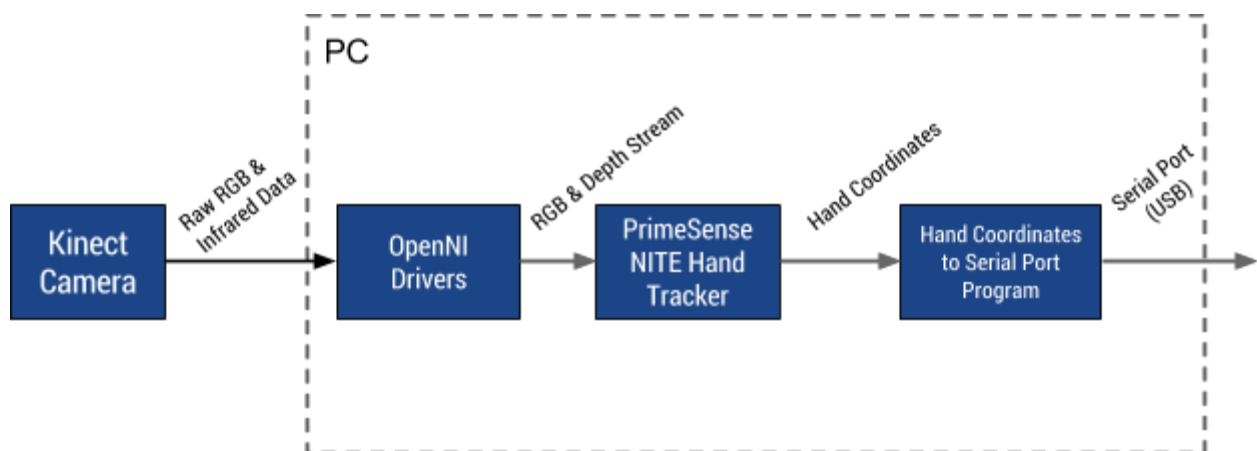 PC
Kinect
Camera
Raw RGB &
Infrared Data
OpenNI
Drivers
RGB & Depth Stream
PrimeSense
NITE Hand
Tracker
Hand Coordinates
Hand Coordinates
to Serial Port
Program
Serial Port
(USB)